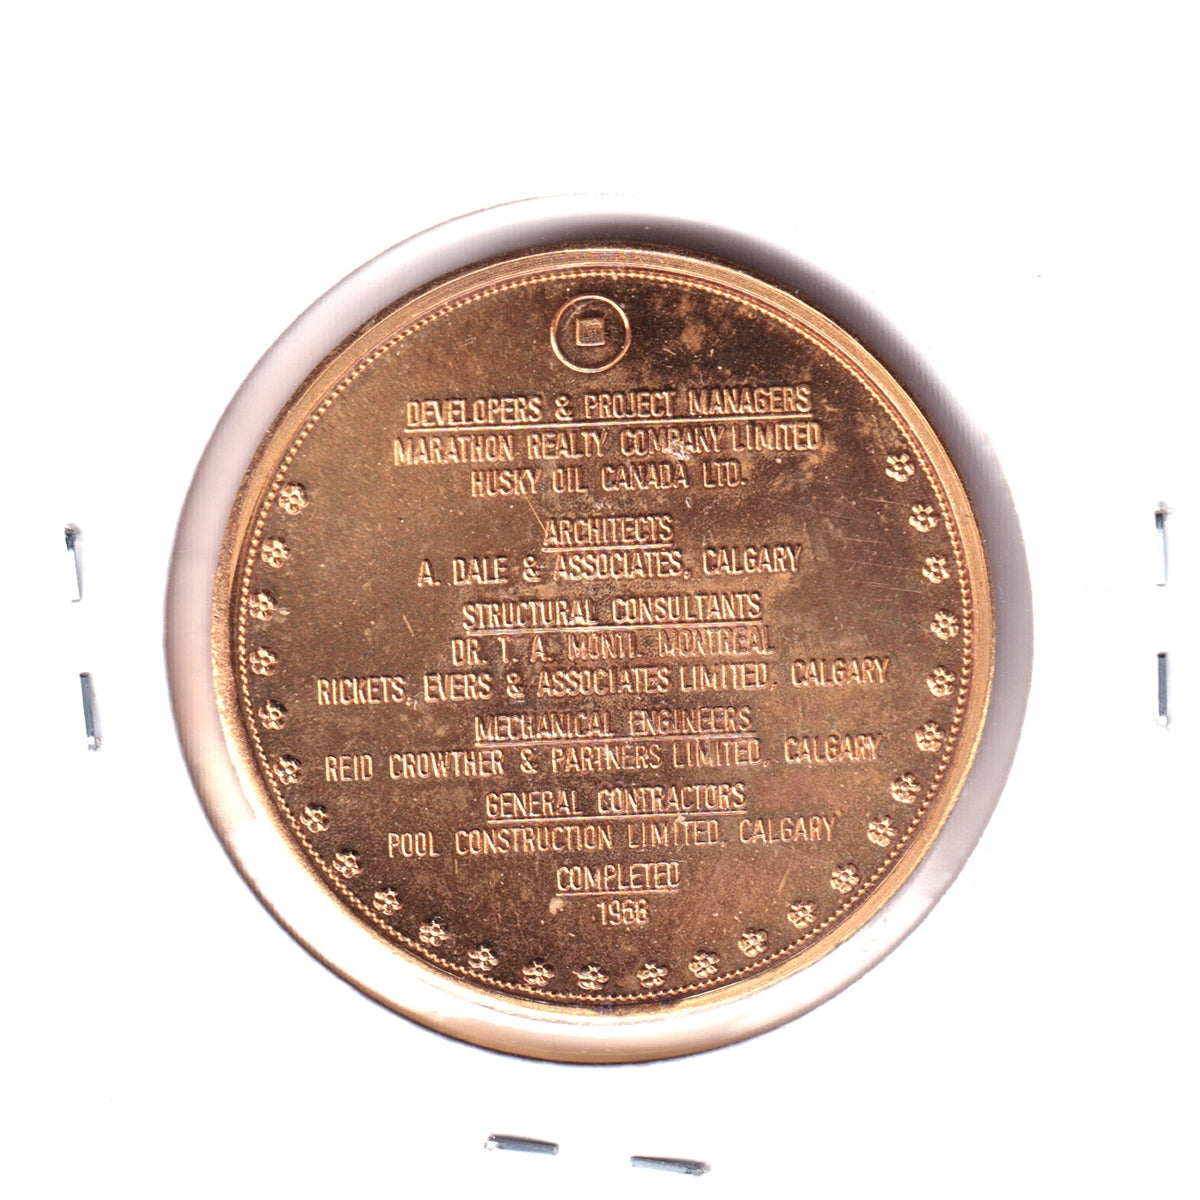 DEVELOPERS & PROJECT MANAGERS
MARATHON REALTY COMPANY LIMITED
HUSKY OIL CANADA LTD.
ARCHITECTS
A. DALE & ASSOCIATES, CALGARY
STRUCTURAL CONSULTANTS
DR. T. A. MONTI. MONTREAL
RICKETS, EVERS & ASSOCIATES LIMITED, CALGARY
MECHANICAL ENGINEERS
REID CROWTHER & PARTNERS LIMITED, CALGARY
GENERAL CONTRACTORS
POOL CONSTRUCTION LIMITED, CALGARY
COMPLETED